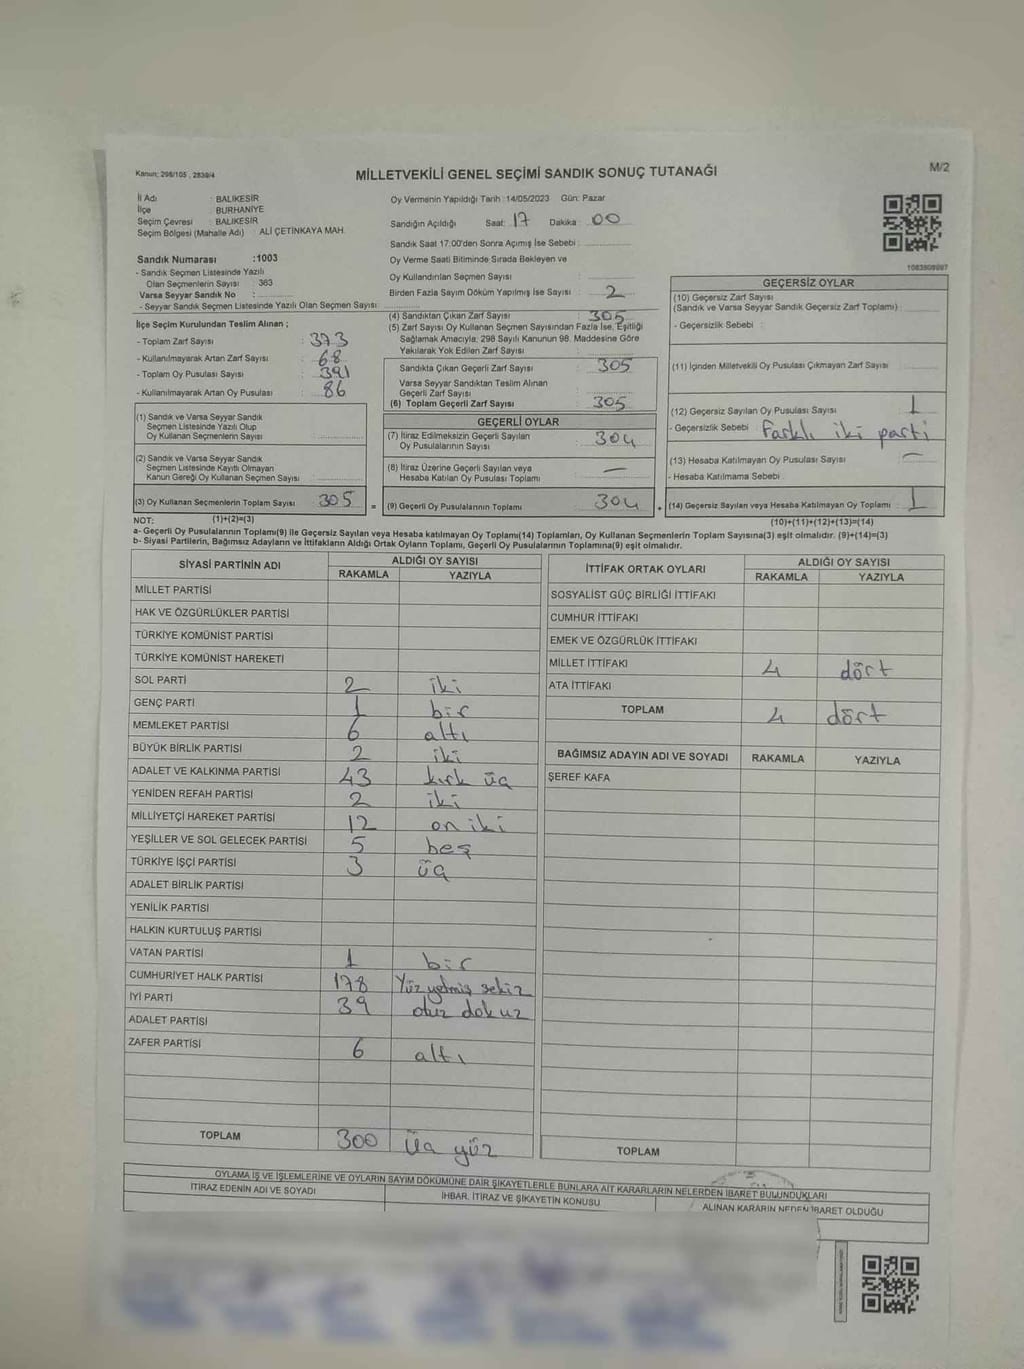 Kanun: 298/105, 2839/4
MİLLETVEKİLİ GENEL SEÇİMİ SANDIK SONUÇ TUTANAĞI
M/2
İl Adı : BALIKESİR
İlçe : BURHANİYE
Seçim Çevresi : BALIKESİR
Seçim Bölgesi (Mahalle Adı) : ALİ ÇETİNKAYA MAH.
Sandık Numarası :1003
- Sandık Seçmen Listesinde Yazılı
Olan Seçmenlerin Sayısı : 363
Varsa Seyyar Sandık No :
- Seyyar Sandık Seçmen Listesinde Yazılı Olan Seçmen Sayısı:
Oy Vermenin Yapıldığı Tarih :14/05/2023 Gün: Pazar
Sandığın Açıldığı Saat: 17 Dakika: 00
Sandık Saat 17:00'den Sonra Açımış İse Sebebi :
Oy Verme Saati Bitiminde Sırada Bekleyen ve
Oy Kullandırılan Seçmen Sayısı :
Birden Fazla Sayım Döküm Yapılmış İse Sayısı : 2
İlçe Seçim Kurulundan Teslim Alınan ;
- Toplam Zarf Sayısı : 373
- Kullanılmayarak Artan Zarf Sayısı : 68
- Toplam Oy Pusulası Sayısı : 391
- Kullanılmayarak Artan Oy Pusulası : 86
(1) Sandık ve Varsa Seyyar Sandık
Seçmen Listesinde Yazılı Olup
Oy Kullanan Seçmenlerin Sayısı
(2) Sandık ve Varsa Seyyar Sandık
Seçmen Listesinde Kayıtlı Olmayan
Kanun Gereği Oy Kullanan Seçmen Sayısı
(3) Oy Kullanan Seçmenlerin Toplam Sayısı 305
(1)+(2)=(3)
(4) Sandıktan Çıkan Zarf Sayısı : 305
(5) Zarf Sayısı Oy Kullanan Seçmen Sayısından Fazla İse, Eşitliği
Sağlamak Amacıyla; 298 Sayılı Kanunun 98. Maddesine Göre
Yakılarak Yok Edilen Zarf Sayısı :
Sandıkta Çıkan Geçerli Zarf Sayısı : 305
Varsa Seyyar Sandıktan Teslim Alınan
Geçerli Zarf Sayısı :
(6) Toplam Geçerli Zarf Sayısı : 305
=
GEÇERLİ OYLAR
(7) İtiraz Edilmeksizin Geçerli Sayılan
Oy Pusulalarının Sayısı : 304
(8) İtiraz Üzerine Geçerli Sayılan veya
Hesaba Katılan Oy Pusulası Toplamı : —
(9) Geçerli Oy Pusulalarının Toplamı : 304
GEÇERSİZ OYLAR
(10) Geçersiz Zarf Sayısı
(Sandık ve Varsa Seyyar Sandık Geçersiz Zarf Toplamı)
- Geçersizlik Sebebi :
(11) İçinden Milletvekili Oy Pusulası Çıkmayan Zarf Sayısı :
(12) Geçersiz Sayılan Oy Pusulası Sayısı : 1
- Geçersizlik Sebebi : farklı iki parti
(13) Hesaba Katılmayan Oy Pusulası Sayısı : —
- Hesaba Katılmama Sebebi :
(14) Geçersiz Sayılan veya Hesaba Katılmayan Oy Toplamı : 1
(10)+(11)+(12)+(13)=(14)
NOT:
a- Geçerli Oy Pusulalarının Toplamı(9) ile Geçersiz Sayılan veya Hesaba katılmayan Oy Toplamı(14) Toplamları, Oy Kullanan Seçmenlerin Toplam Sayısına(3) eşit olmalıdır. (9)+(14)=(3)
b- Siyasi Partilerin, Bağımsız Adayların ve İttifakların Aldığı Ortak Oyların Toplamı, Geçerli Oy Pusulalarının Toplamına(9) eşit olmalıdır.
SİYASİ PARTİNİN ADI ALDIĞI OY SAYISI
RAKAMLA YAZIYLA
MİLLET PARTİSİ
HAK VE ÖZGÜRLÜKLER PARTİSİ
TÜRKİYE KOMÜNİST PARTİSİ
TÜRKİYE KOMÜNİST HAREKETİ
SOL PARTİ 2 iki
GENÇ PARTİ 1 bir
MEMLEKET PARTİSİ 6 altı
BÜYÜK BİRLİK PARTİSİ 2 iki
ADALET VE KALKINMA PARTİSİ 43 kırk üç
YENİDEN REFAH PARTİSİ 2 iki
MİLLİYETÇİ HAREKET PARTİSİ 12 on iki
YEŞİLLER VE SOL GELECEK PARTİSİ 5 beş
TÜRKİYE İŞÇİ PARTİSİ 3 üç
ADALET BİRLİK PARTİSİ
YENİLİK PARTİSİ
HALKIN KURTULUŞ PARTİSİ
VATAN PARTİSİ 1 bir
CUMHURİYET HALK PARTİSİ 178 Yüz yetmiş sekiz
İYİ PARTİ 39 otuz dokuz
ADALET PARTİSİ
ZAFER PARTİSİ 6 altı
TOPLAM 300 üç yüz
İTTİFAK ORTAK OYLARI ALDIĞI OY SAYISI
RAKAMLA YAZIYLA
SOSYALİST GÜÇ BİRLİĞİ İTTİFAKI
CUMHUR İTTİFAKI
EMEK VE ÖZGÜRLÜK İTTİFAKI
MİLLET İTTİFAKI 4 dört
ATA İTTİFAKI
TOPLAM 4 dört
BAĞIMSIZ ADAYIN ADI VE SOYADI RAKAMLA YAZIYLA
ŞEREF KAFA
TOPLAM
OYLAMA İŞ VE İŞLEMLERİNE VE OYLARIN SAYIM DÖKÜMÜNE DAİR ŞİKAYETLERLE BUNLARA AİT KARARLARIN NELERDEN İBARET BULUNDUKLARI
İTİRAZ EDENİN ADI VE SOYADI İHBAR, İTİRAZ VE ŞİKAYETİN KONUSU ALINAN KARARIN NEDEN İBARET OLDUĞU